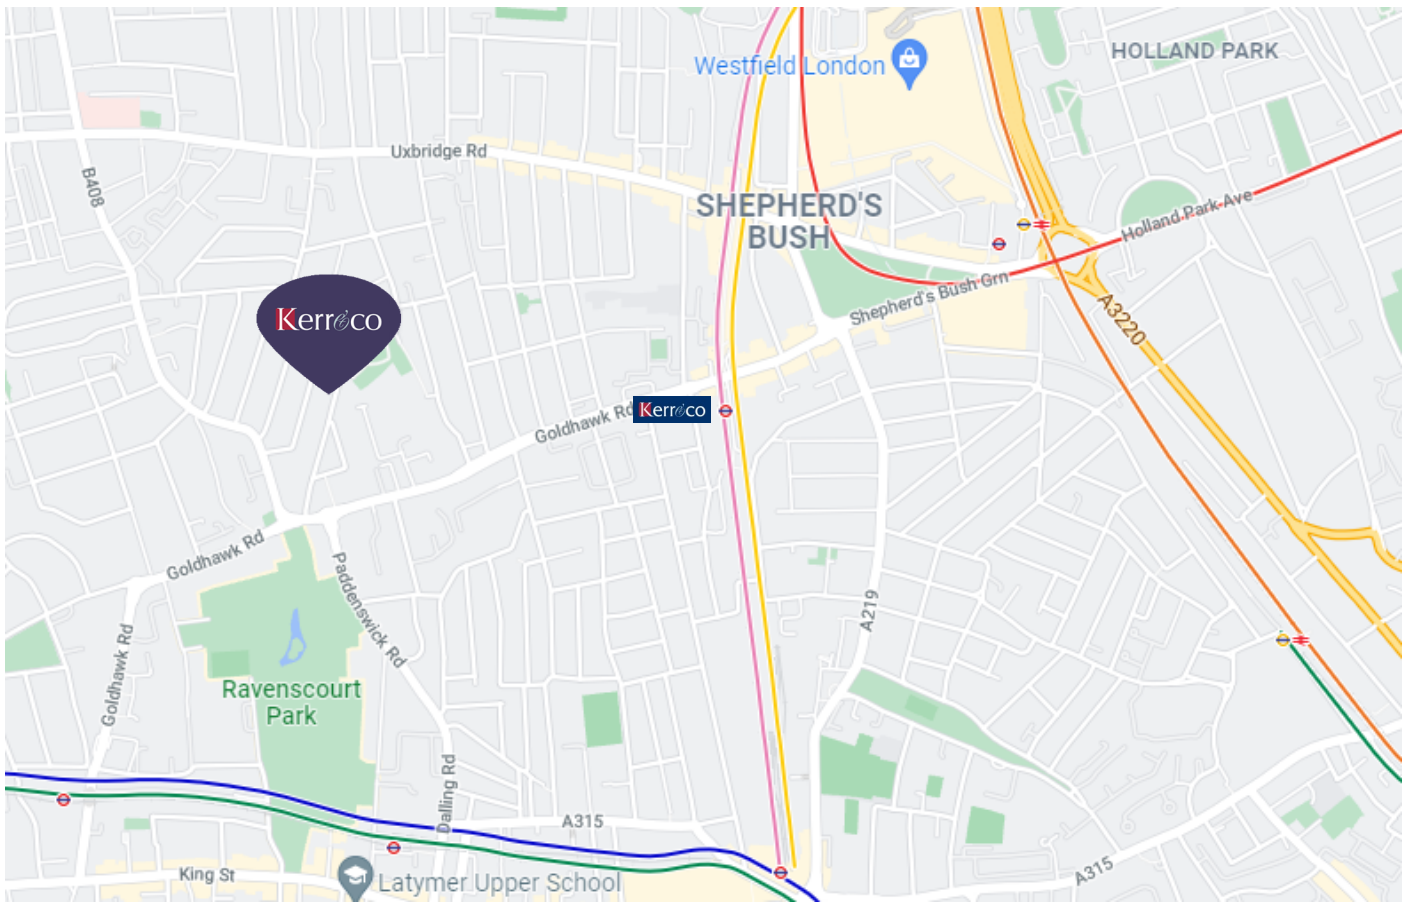 HOLLAND PARK
Westfield London
Uxbridge Rd
B408
SHEPHERD'S
BUSH
Holland Park Ave
Shepherd's Bush Grn
A3220
Kerr&co
Goldhawk Rd
Kerr&co
Goldhawk Rd
Paddenswick Rd
A219
Goldhawk Rd
Ravenscourt
Park
Dalling Rd
A315
King St
Latymer Upper School
A315